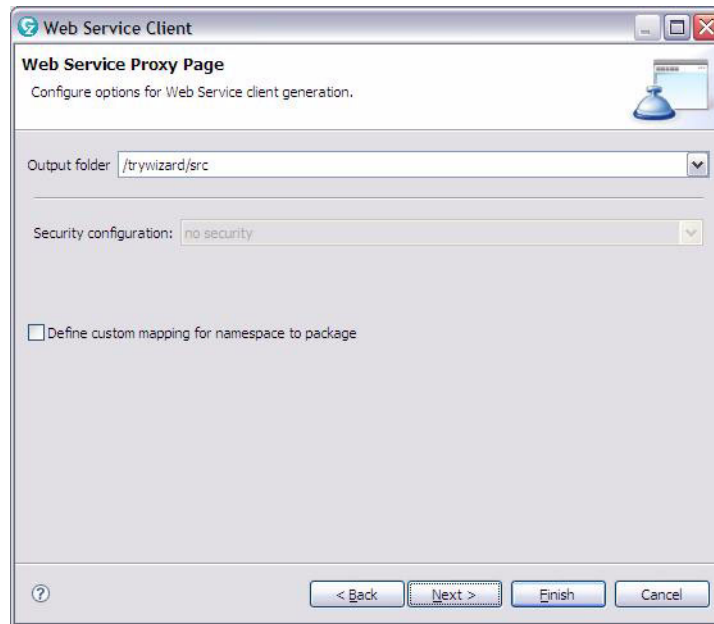 Web Service Client
Web Service Proxy Page
Configure options for Web Service client generation.
Output folder /trywizard/src
Security configuration: no security
Define custom mapping for namespace to package
? < Back Next > Finish Cancel